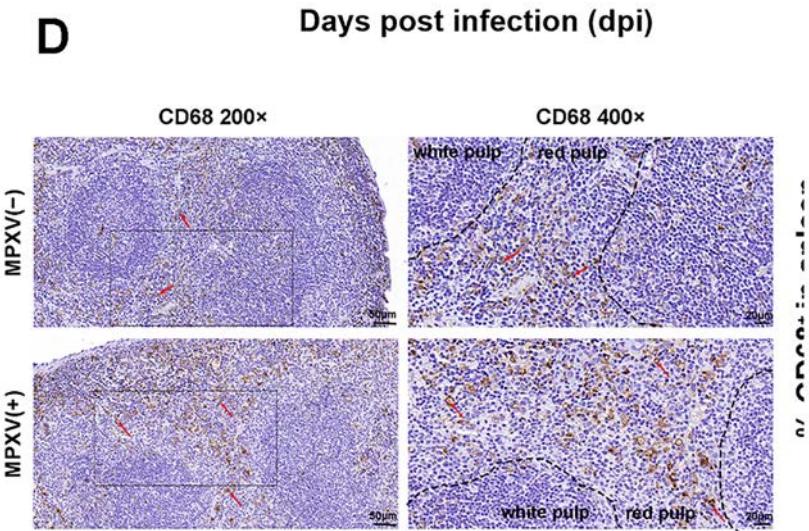 Days post infection (dpi)
D
CD68 200×
CD68 400×
MPXV(−)
white pulp
red pulp
50μm
20μm
MPXV(+)
white pulp
red pulp
50μm
20μm